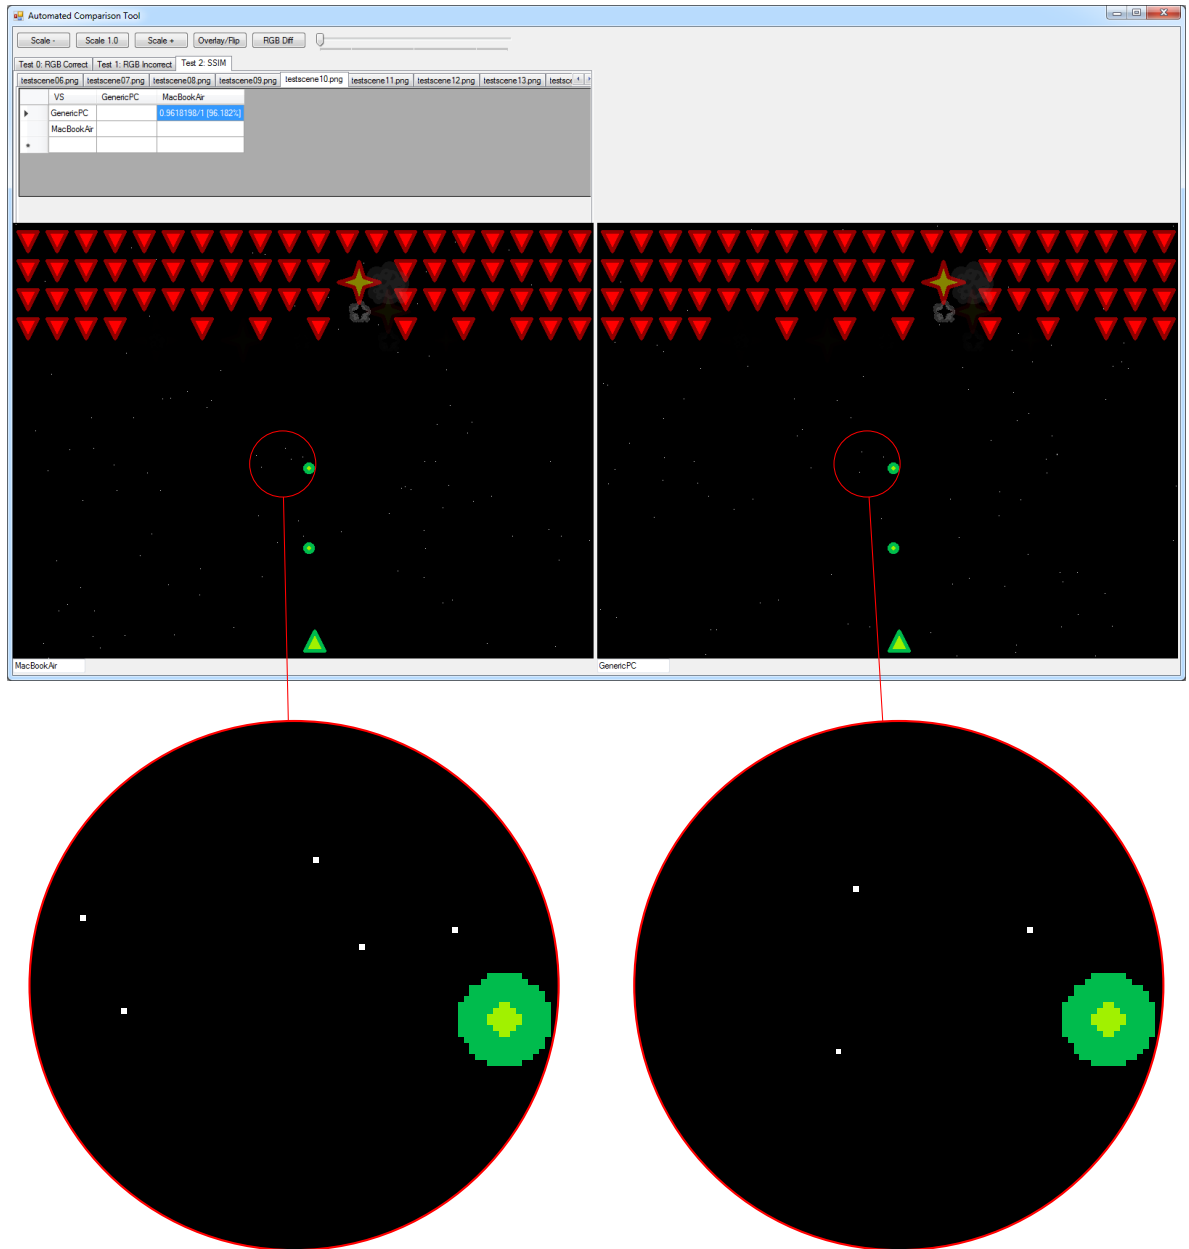 Automated Comparison Tool
Scale - Scale 1.0 Scale + Overlay/Flip RGB Diff
Test 0: RGB Correct Test 1: RGB Incorrect Test 2: SSIM
testscene06.png testscene07.png testscene08.png testscene09.png testscene10.png testscene11.png testscene12.png testscene13.png testsc
VS GenericPC MacBookAir
GenericPC 0.9618198/1 (96.182%)
MacBookAir
MacBookAir GenericPC